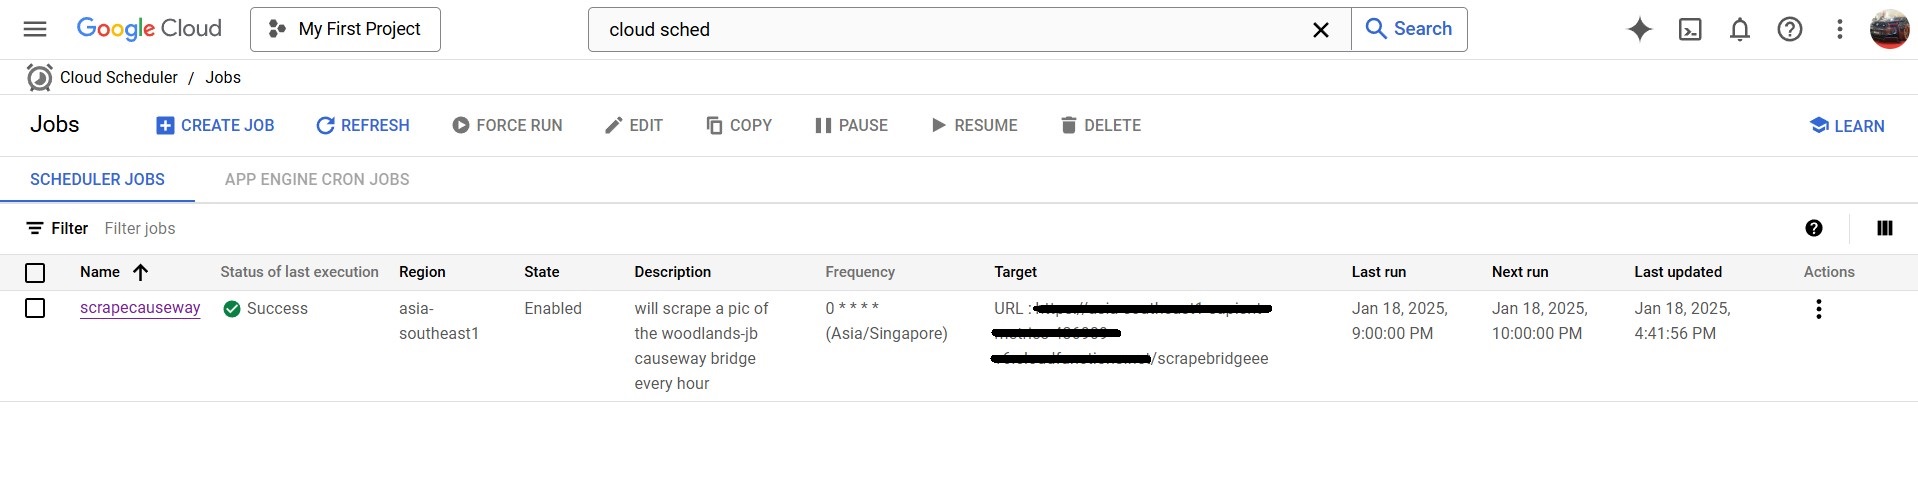 Google Cloud
My First Project
cloud sched
Search
Cloud Scheduler / Jobs
Jobs
CREATE JOB
REFRESH
FORCE RUN
EDIT
COPY
PAUSE
RESUME
DELETE
LEARN
SCHEDULER JOBS
APP ENGINE CRON JOBS
Filter
Filter jobs
Name
Status of last execution
Region
State
Description
Frequency
Target
Last run
Next run
Last updated
Actions
scrapecauseway
Success
asia-
southeast1
Enabled
will scrape a pic of
the woodlands-jb
causeway bridge
every hour
0 * * * *
(Asia/Singapore)
URL :
/scrapebridgeee
Jan 18, 2025,
9:00:00 PM
Jan 18, 2025,
10:00:00 PM
Jan 18, 2025,
4:41:56 PM